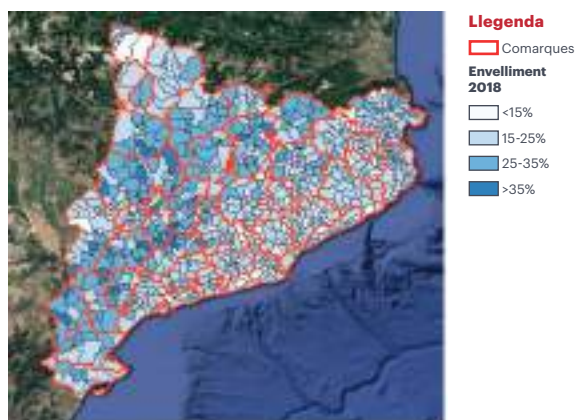 Llegenda
Comarques
Envelliment
2018
<15%
15-25%
25-35%
>35%